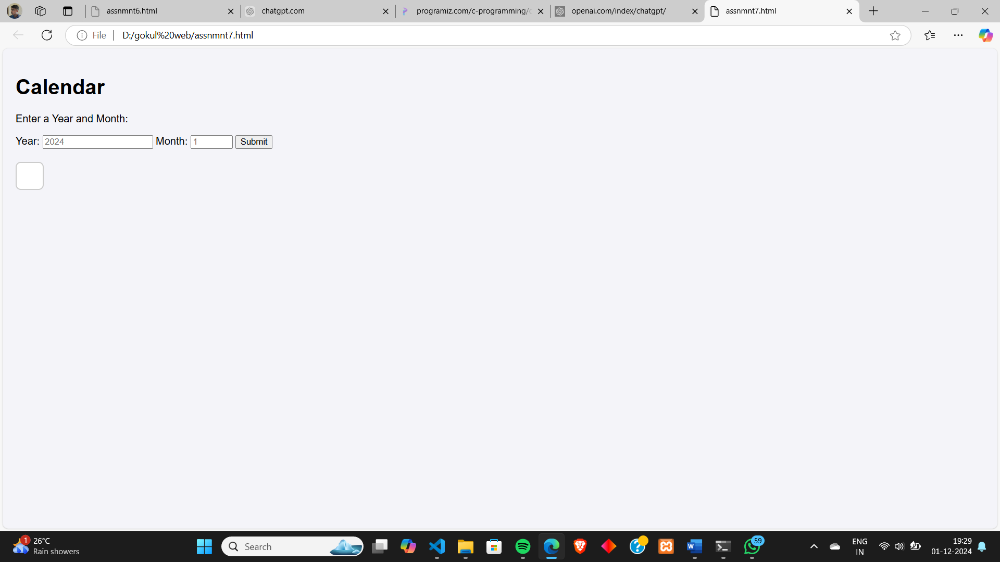 assnmnt6.html
chatgpt.com
programiz.com/c-programming/
openai.com/index/chatgpt/
assnmnt7.html
File
D:/gokul%20web/assnmnt7.html
Calendar
Enter a Year and Month:
Year: 2024 Month: 1 Submit
1
26°C
Rain showers
Search
59
ENG
IN
19:29
01-12-2024